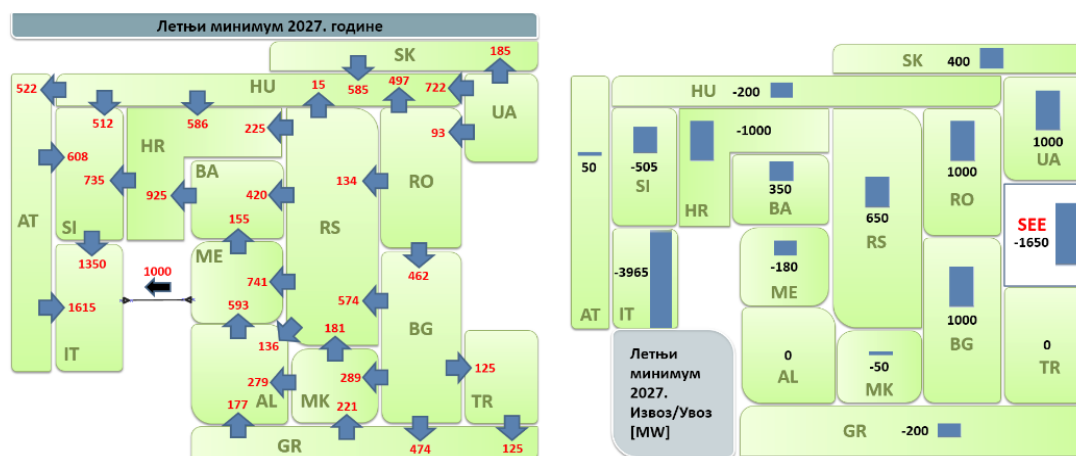 Летњи минимум 2027. године
SK
185
522
HU
15
585
497
722
UA
512
586
225
93
HR
608
735
925
BA
420
134
RO
AT
RS
155
SI
ME
1350
1000
741
462
593
574
1615
BG
IT
136
181
279
289
125
AL
MK
TR
177
221
GR
474
125
SK
400
HU
-200
-1000
UA
1000
50
-505
SI
HR
BA
350
1000
RO
650
RS
SEE
-1650
AT
-3965
IT
-180
ME
1000
BG
Летњи
минимум
2027.
Извоз/Увоз
[MW]
0
AL
-50
MK
0
TR
GR
-200